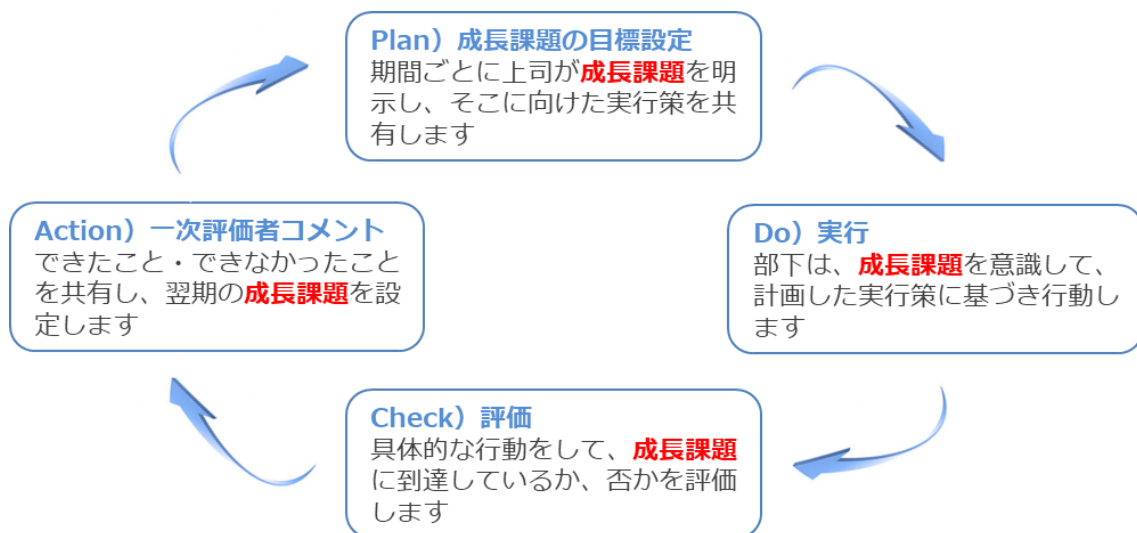 Plan）成長課題の目標設定
期間ごとに上司が成長課題を明
示し、そこに向けた実行策を共
有します
Action）一次評価者コメント
できたこと・できなかったこと
を共有し、翌期の成長課題を設
定します
Do）実行
部下は、成長課題を意識して、
計画した実行策に基づき行動し
ます
Check）評価
具体的な行動をして、成長課題
に到達しているか、否かを評価
します